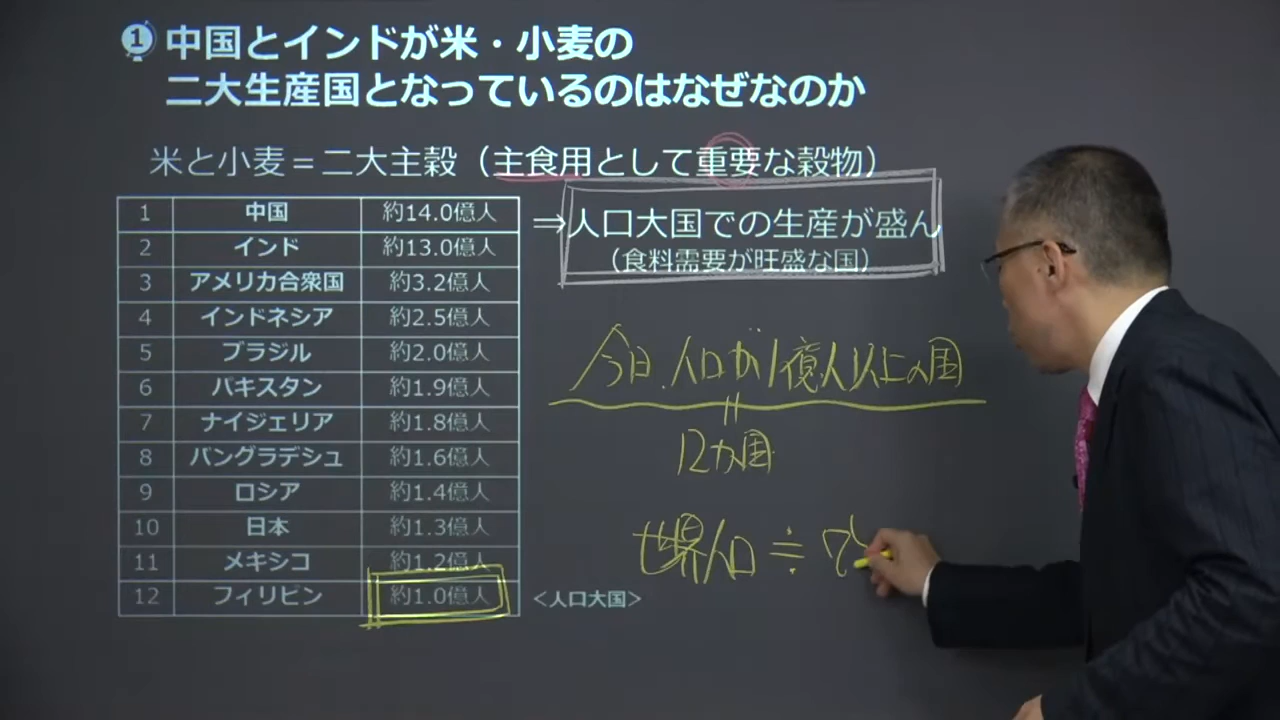 ❶ 中国とインドが米・小麦の
二大生産国となっているのはなぜなのか
米と小麦＝二大主穀（主食用として重要な穀物）
1 中国 約14.0億人
2 インド 約13.0億人
3 アメリカ合衆国 約3.2億人
4 インドネシア 約2.5億人
5 ブラジル 約2.0億人
6 パキスタン 約1.9億人
7 ナイジェリア 約1.8億人
8 バングラデシュ 約1.6億人
9 ロシア 約1.4億人
10 日本 約1.3億人
11 メキシコ 約1.2億人
12 フィリピン 約1.0億人
＜人口大国＞
⇒人口大国での生産が盛ん
（食料需要が旺盛な国）
今日、人口が1億人以上の国
12カ国
世界人口≒7